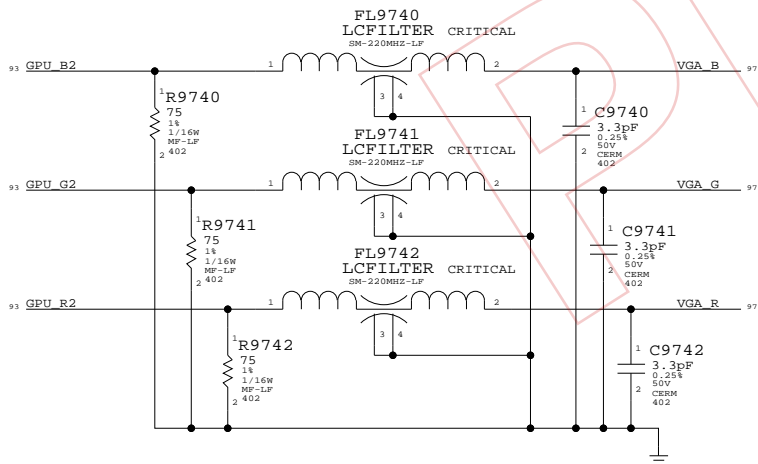 FL9740
LCFILTER CRITICAL
SM-220MHZ-LF
93 GPU_B2 1 2 VGA_B 97
3 4
1 R9740
75
1%
1/16W
MF-LF
2 402
1 C9740
3.3pF
0.25%
50V
2 CERM
402
FL9741
LCFILTER CRITICAL
SM-220MHZ-LF
93 GPU_G2 1 2 VGA_G 97
3 4
1 R9741
75
1%
1/16W
MF-LF
2 402
1 C9741
3.3pF
0.25%
50V
2 CERM
402
FL9742
LCFILTER CRITICAL
SM-220MHZ-LF
93 GPU_R2 1 2 VGA_R 97
3 4
1 R9742
75
1%
1/16W
MF-LF
2 402
1 C9742
3.3pF
0.25%
50V
2 CERM
402